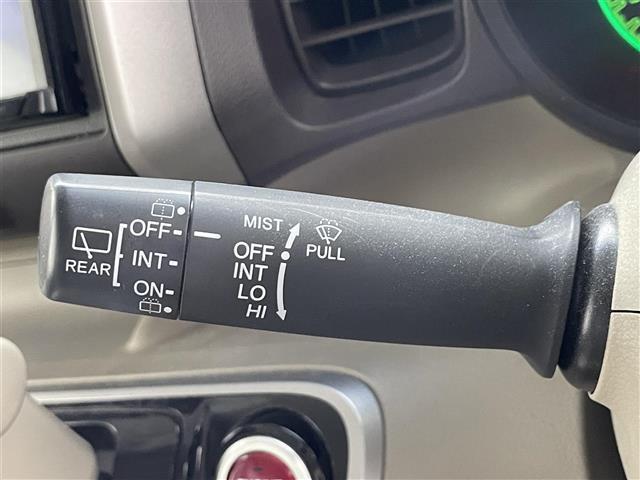 REAR
OFF
INT
ON
MIST
OFF
INT
LO
HI
PULL